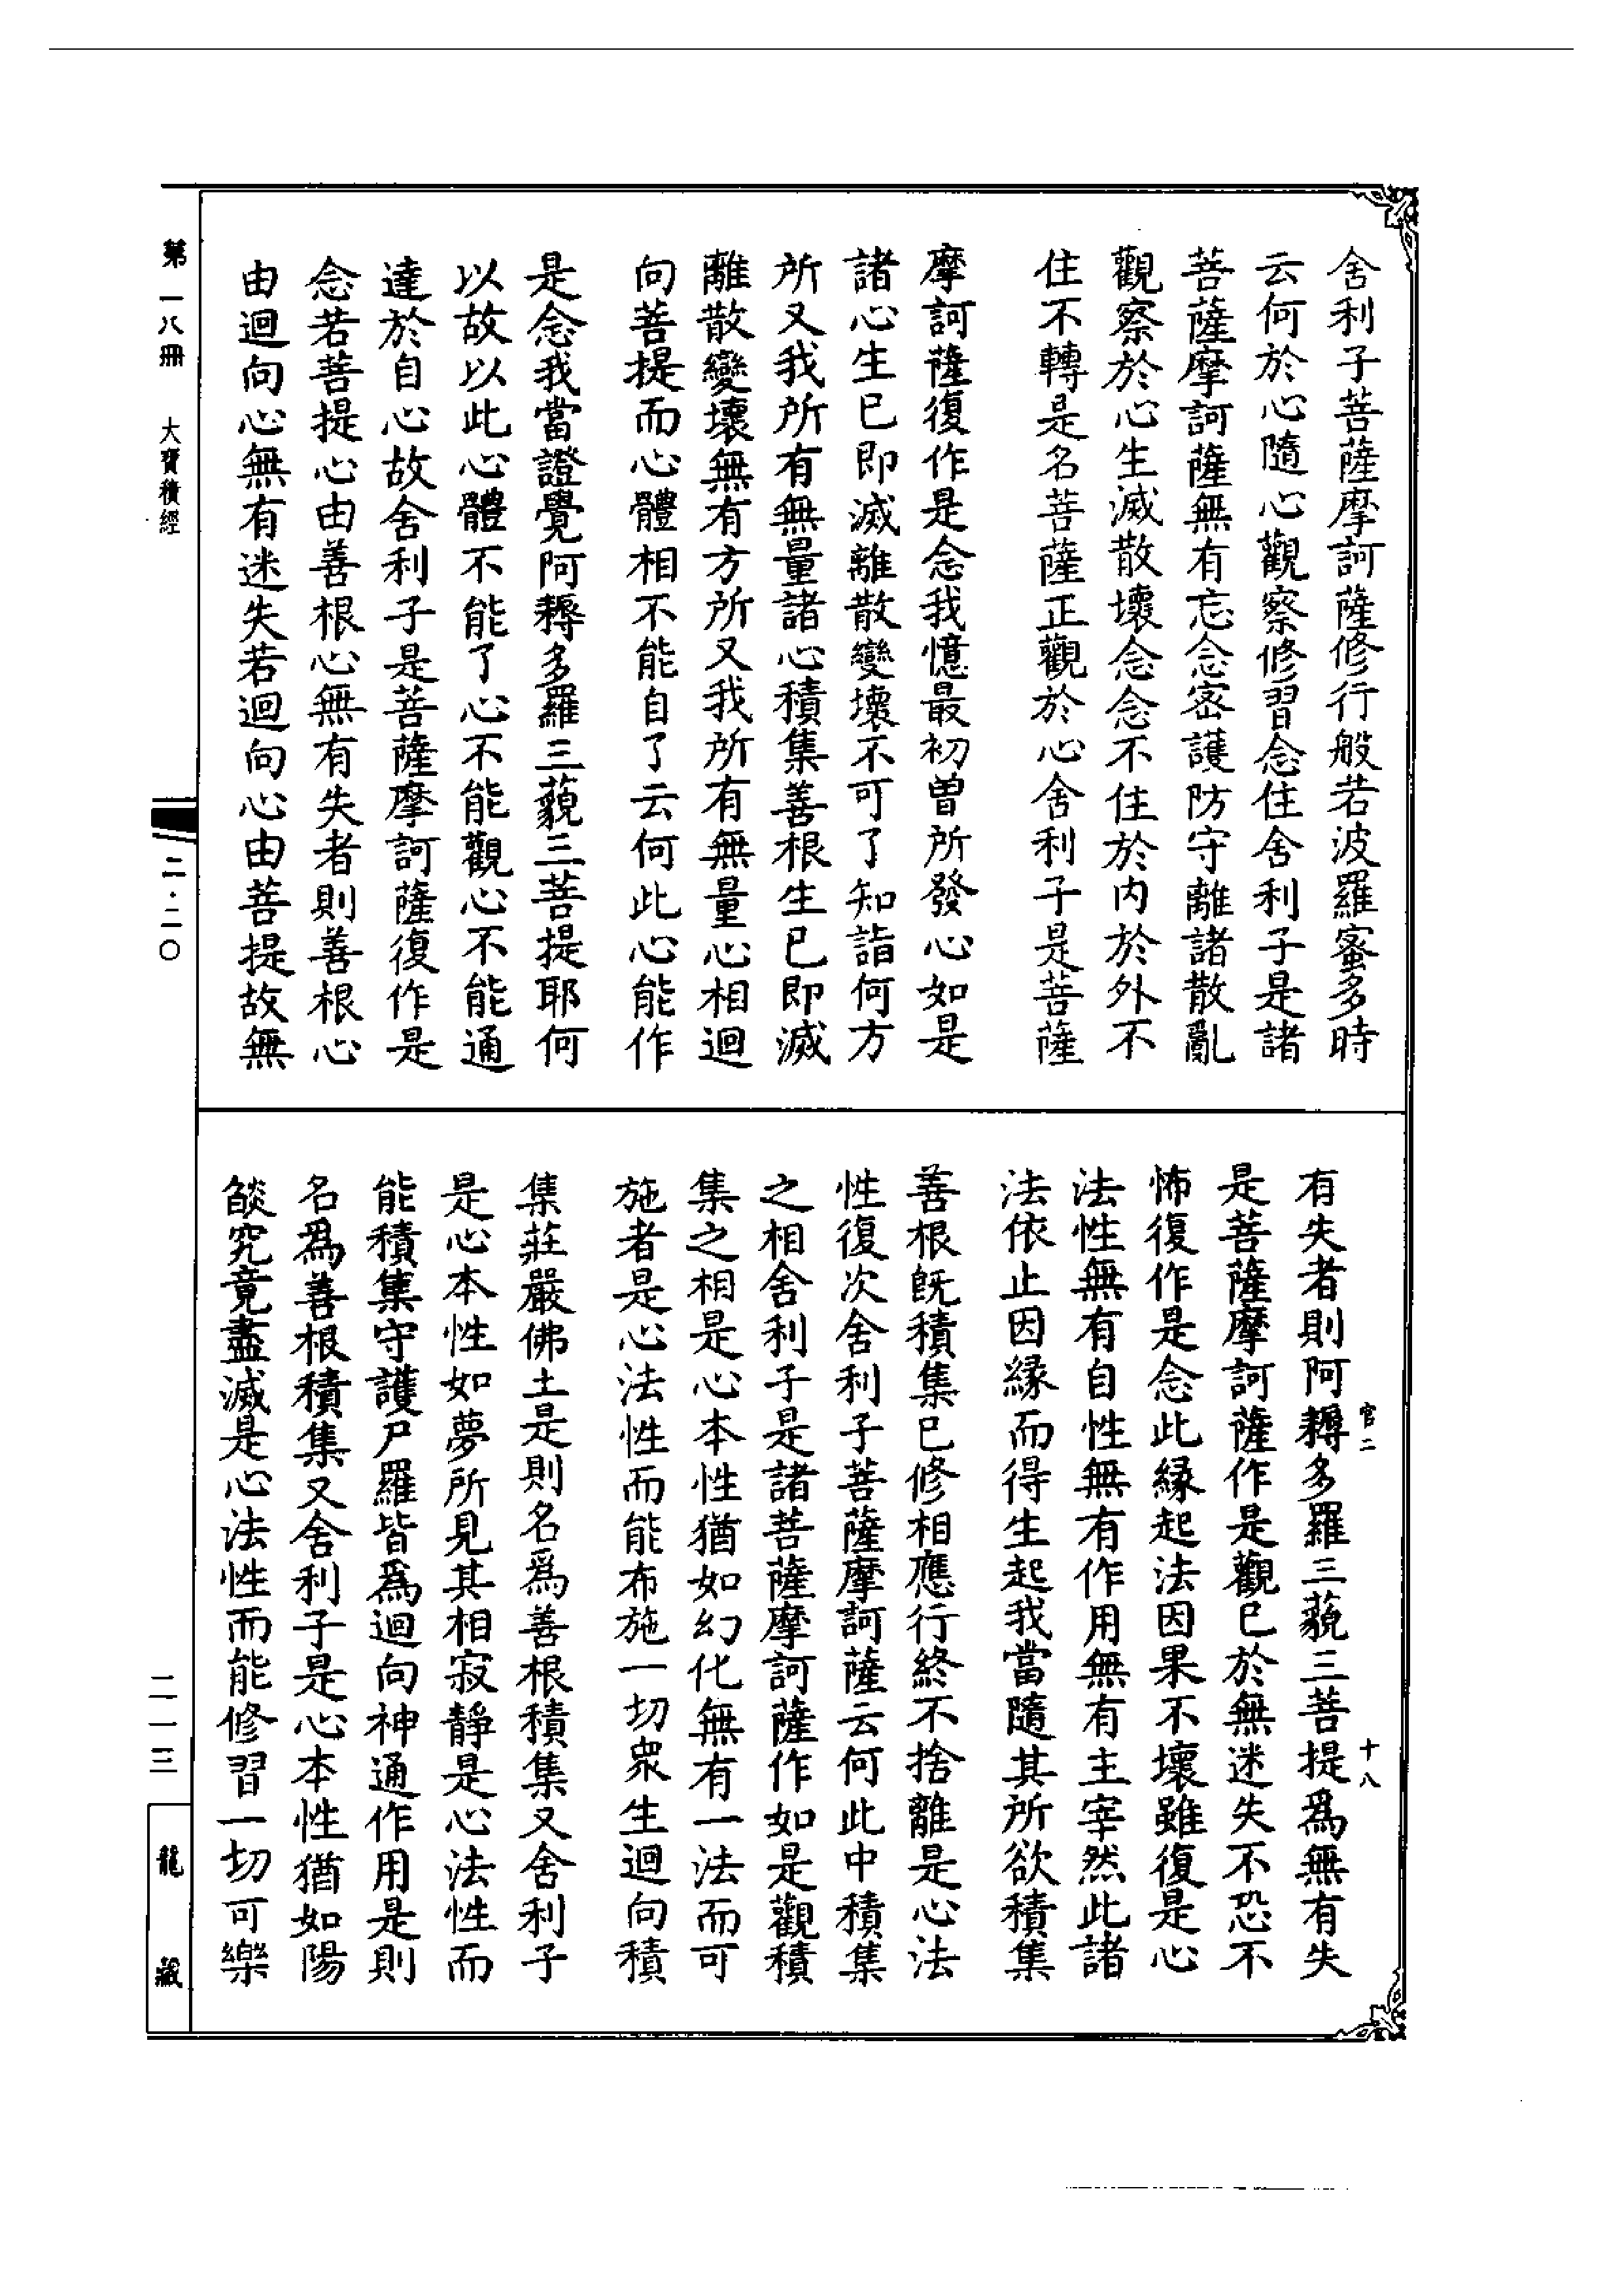 舍利子菩薩摩訶薩修行般若波羅蜜多時
云何於心隨心觀察修習念住舍利子是諸
菩薩摩訶薩無有忘念密護防守離諸散亂
觀察於心生滅散壞念念不住於內於外不
住不轉是名菩薩正觀於心舍利子是菩薩
摩訶薩復作是念我憶最初曾所發心如是
諸心生已即滅離散變壞不可了知詣何方
所又我所有無量諸心積集善根生已即滅
離散變壞無有方所又我所有無量心相迴
向菩提而心體相不能自了云何此心能作
是念我當證覺阿耨多羅三藐三菩提耶何
以故以此心體不能了心不能觀心不能通
達於自心故舍利子是菩薩摩訶薩復作是
念若菩提心由善根心無有失者則善根心
由迴向心無有迷失若迴向心由菩提故無
有失者則阿耨多羅三藐三菩提爲無有失
是菩薩摩訶薩作是觀已於無迷失不恐不
怖復作是念此緣起法因果不壞雖復是心
法性無有自性無有作用無有主宰然此諸
法依止因緣而得生起我當隨其所欲積集
善根旣積集已修相應行終不捨離是心法
性復次舍利子菩薩摩訶薩云何此中積集
之相舍利子是諸菩薩摩訶薩作如是觀積
集之相是心本性猶如幻化無有一法而可
施者是心法性而能布施一切衆生迴向積
集莊嚴佛土是則名爲善根積集又舍利子
是心本性如夢所見其相寂靜是心法性而
能積集守護尸羅皆爲迴向神通作用是則
名爲善根積集又舍利子是心本性猶如陽
燄究竟盡滅是心法性而能修習一切可樂
官二
十八
第一八冊 大寶積經
二·二〇
二一三
龍藏